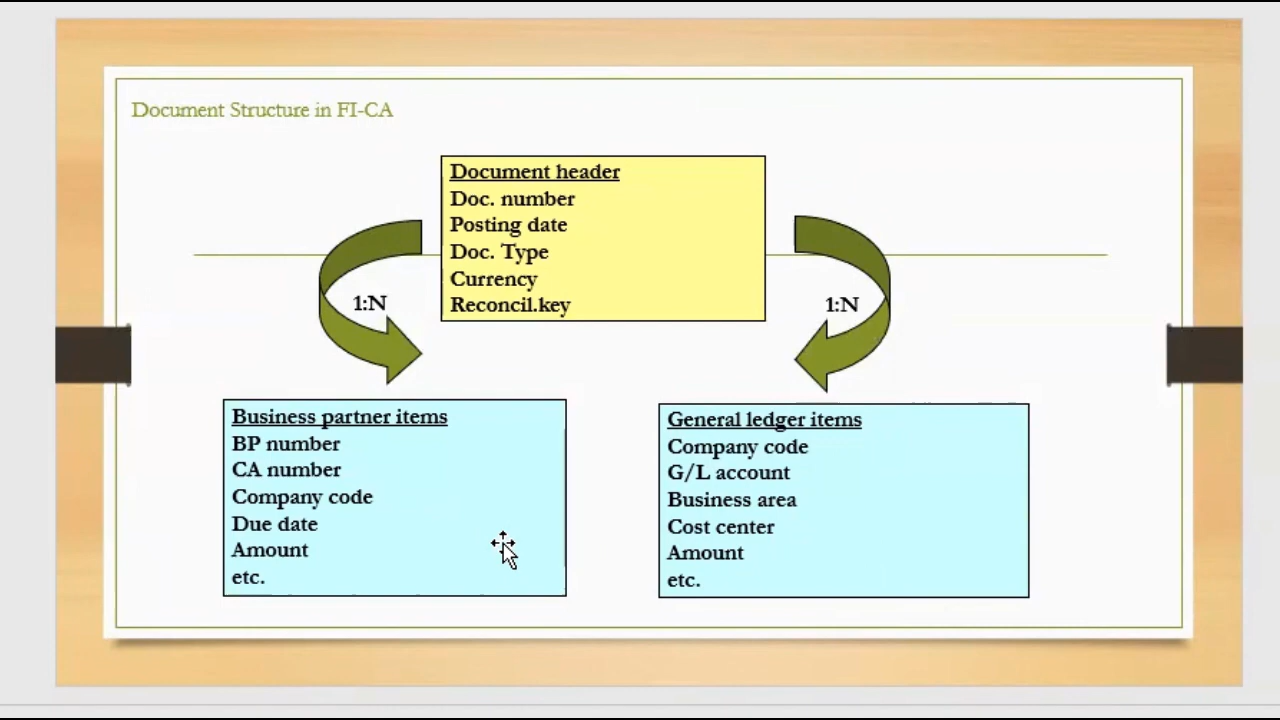 Document Structure in FI-CA
Document header
Doc. number
Posting date
Doc. Type
Currency
Reconcil.key
1:N
1:N
Business partner items
BP number
CA number
Company code
Due date
Amount
etc.
General ledger items
Company code
G/L account
Business area
Cost center
Amount
etc.